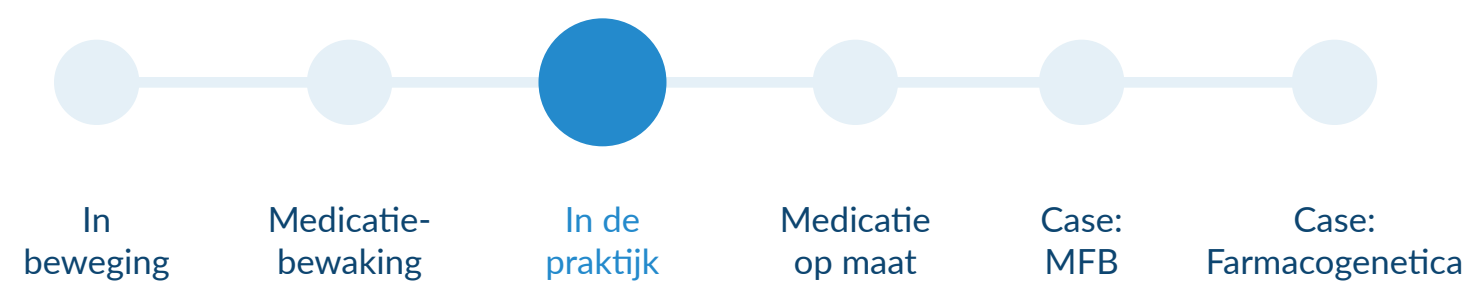 In
beweging
Medicatie-
bewaking
In de
praktijk
Medicatie
op maat
Case:
MFB
Case:
Farmacogenetica